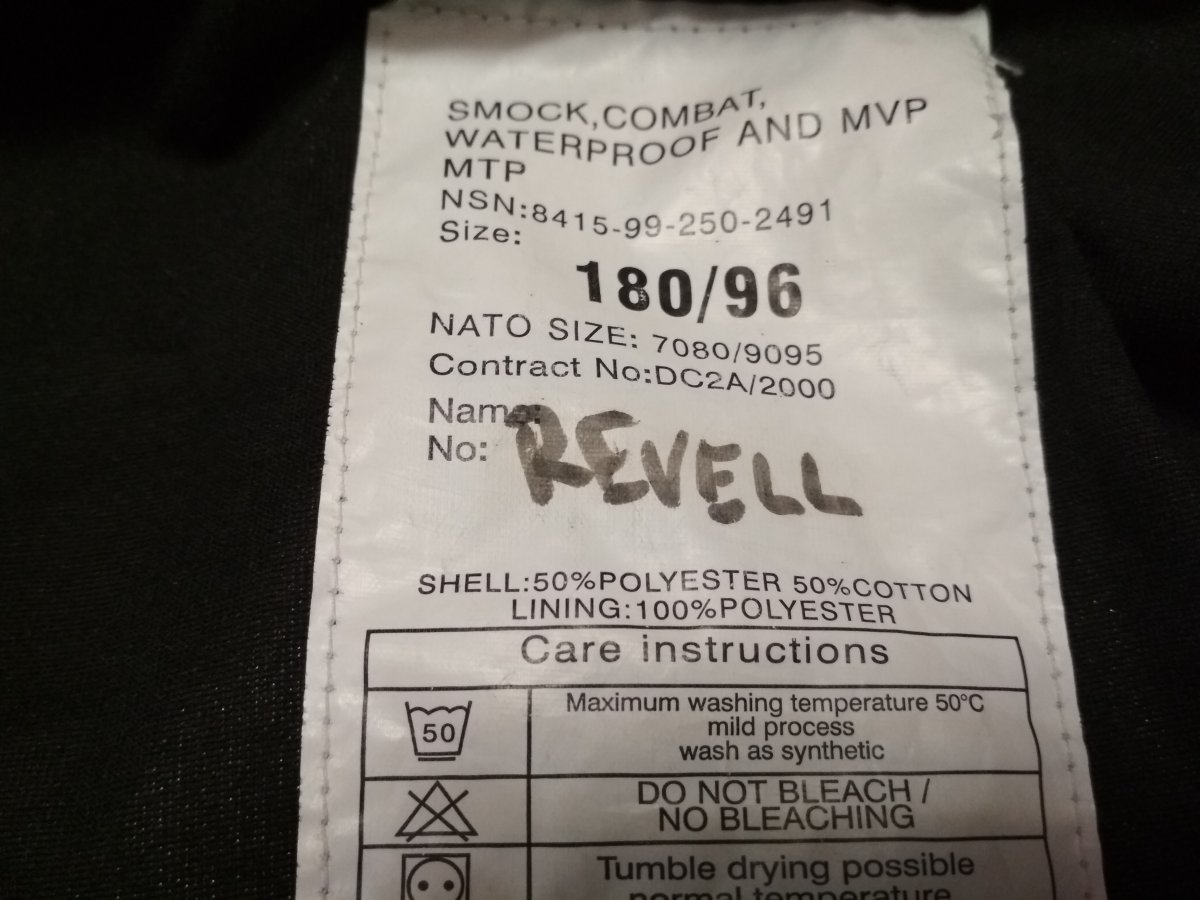 SMOCK,COMBAT,
WATERPROOF AND MVP
MTP
NSN:8415-99-250-2491
Size:
180/96
NATO SIZE: 7080/9095
Contract No:DC2A/2000
Name:
No:
REVELL
SHELL:50%POLYESTER 50%COTTON
LINING:100%POLYESTER
Care instructions
50
Maximum washing temperature 50°C
mild process
wash as synthetic
DO NOT BLEACH /
NO BLEACHING
Tumble drying possible
normal temperature